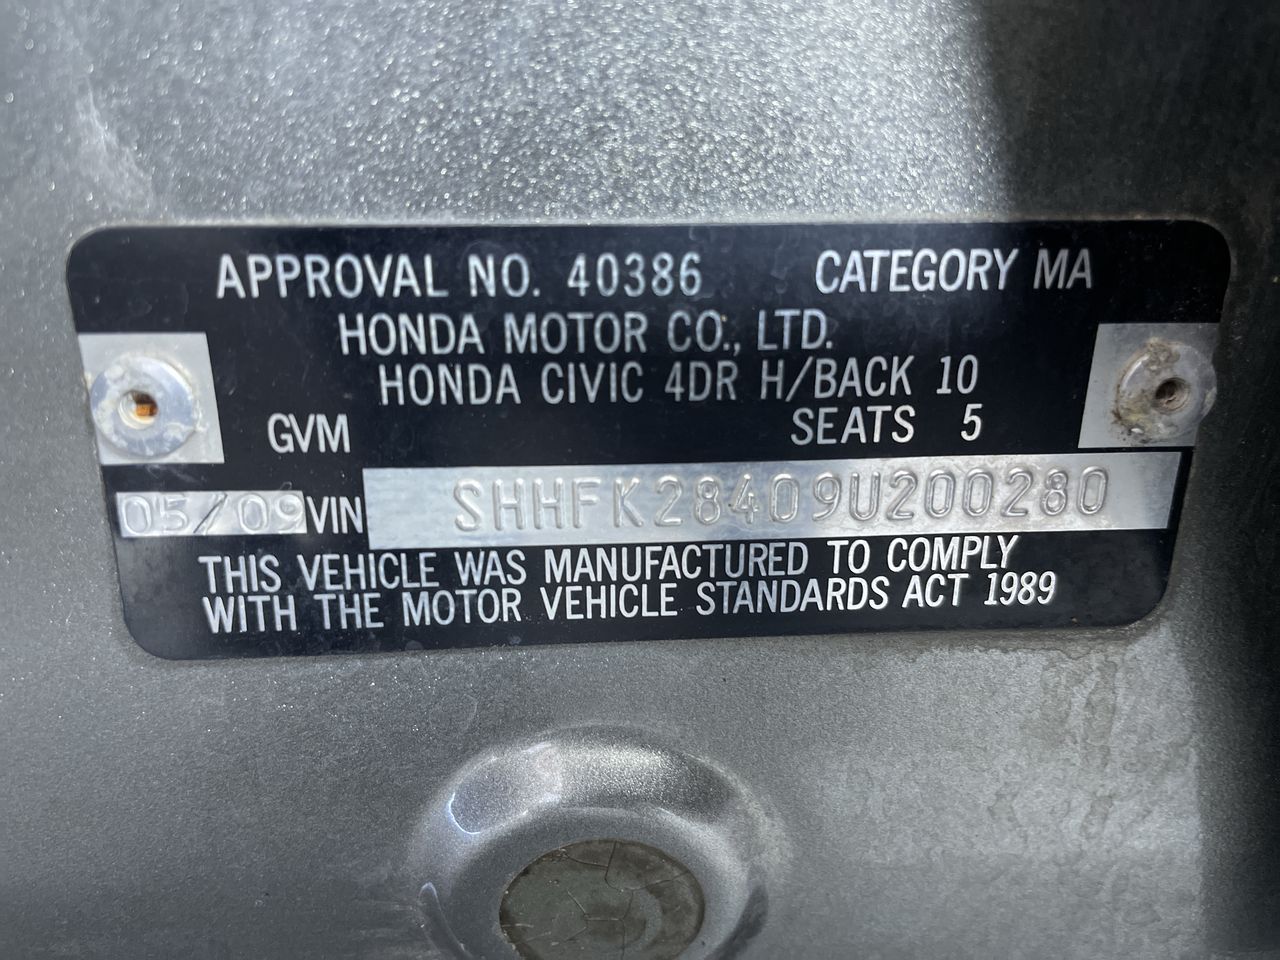 APPROVAL NO. 40386 CATEGORY MA
HONDA MOTOR CO., LTD.
HONDA CIVIC 4DR H/BACK 10
GVM SEATS 5
05/09 VIN SHHFK28409U200280
THIS VEHICLE WAS MANUFACTURED TO COMPLY
WITH THE MOTOR VEHICLE STANDARDS ACT 1989